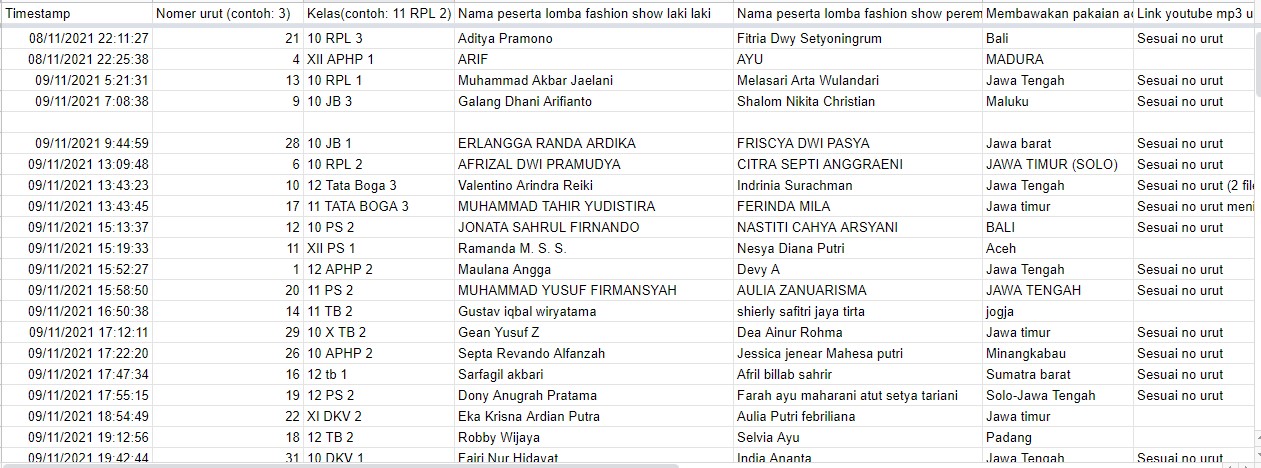 Timestamp Nomer urut (contoh: 3) Kelas(contoh: 11 RPL 2) Nama peserta lomba fashion show laki laki Nama peserta lomba fashion show perem Membawakan pakaian ad Link youtube mp3 u
08/11/2021 22:11:27 21 10 RPL 3 Aditya Pramono Fitria Dwy Setyoningrum Bali Sesuai no urut
08/11/2021 22:25:38 4 XII APHP 1 ARIF AYU MADURA
09/11/2021 5:21:31 13 10 RPL 1 Muhammad Akbar Jaelani Melasari Arta Wulandari Jawa Tengah Sesuai no urut
09/11/2021 7:08:38 9 10 JB 3 Galang Dhani Arifianto Shalom Nikita Christian Maluku Sesuai no urut
09/11/2021 9:44:59 28 10 JB 1 ERLANGGA RANDA ARDIKA FRISCYA DWI PASYA Jawa barat Sesuai no urut
09/11/2021 13:09:48 6 10 RPL 2 AFRIZAL DWI PRAMUDYA CITRA SEPTI ANGGRAENI JAWA TIMUR (SOLO) Sesuai no urut
09/11/2021 13:43:23 10 12 Tata Boga 3 Valentino Arindra Reiki Indrinia Surachman Jawa Tengah Sesuai no urut (2 file
09/11/2021 13:43:45 17 11 TATA BOGA 3 MUHAMMAD TAHIR YUDISTIRA FERINDA MILA Jawa timur Sesuai no urut meni
09/11/2021 15:13:37 12 10 PS 2 JONATA SAHRUL FIRNANDO NASTITI CAHYA ARSYANI BALI Sesuai no urut
09/11/2021 15:19:33 11 XII PS 1 Ramanda M. S. S. Nesya Diana Putri Aceh
09/11/2021 15:52:27 1 12 APHP 2 Maulana Angga Devy A Jawa Tengah Sesuai no urut
09/11/2021 15:58:50 20 11 PS 2 MUHAMMAD YUSUF FIRMANSYAH AULIA ZANUARISMA JAWA TENGAH Sesuai no urut
09/11/2021 16:50:38 14 11 TB 2 Gustav iqbal wiryatama shierly safitri jaya tirta jogja
09/11/2021 17:12:11 29 10 X TB 2 Gean Yusuf Z Dea Ainur Rohma Jawa timur Sesuai no urut
09/11/2021 17:22:20 26 10 APHP 2 Septa Revando Alfanzah Jessica jenear Mahesa putri Minangkabau Sesuai no urut
09/11/2021 17:47:34 16 12 tb 1 Sarfagil akbari Afril billab sahrir Sumatra barat Sesuai no urut
09/11/2021 17:55:15 19 12 PS 2 Dony Anugrah Pratama Farah ayu maharani atut setya tariani Solo-Jawa Tengah Sesuai no urut
09/11/2021 18:54:49 22 XI DKV 2 Eka Krisna Ardian Putra Aulia Putri febriliana Jawa timur
09/11/2021 19:12:56 18 12 TB 2 Robby Wijaya Selvia Ayu Padang
09/11/2021 19:42:44 31 10 DKV 1 Fajri Nur Hidayat India Ananta Jawa Tengah Sesuai no urut